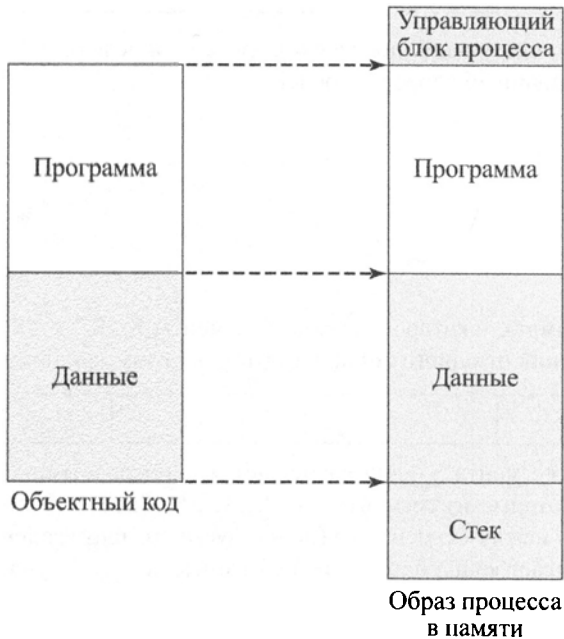 Управляющий
блок процесса
Программа
Программа
Данные
Данные
Объектный код
Стек
Образ процесса
в памяти